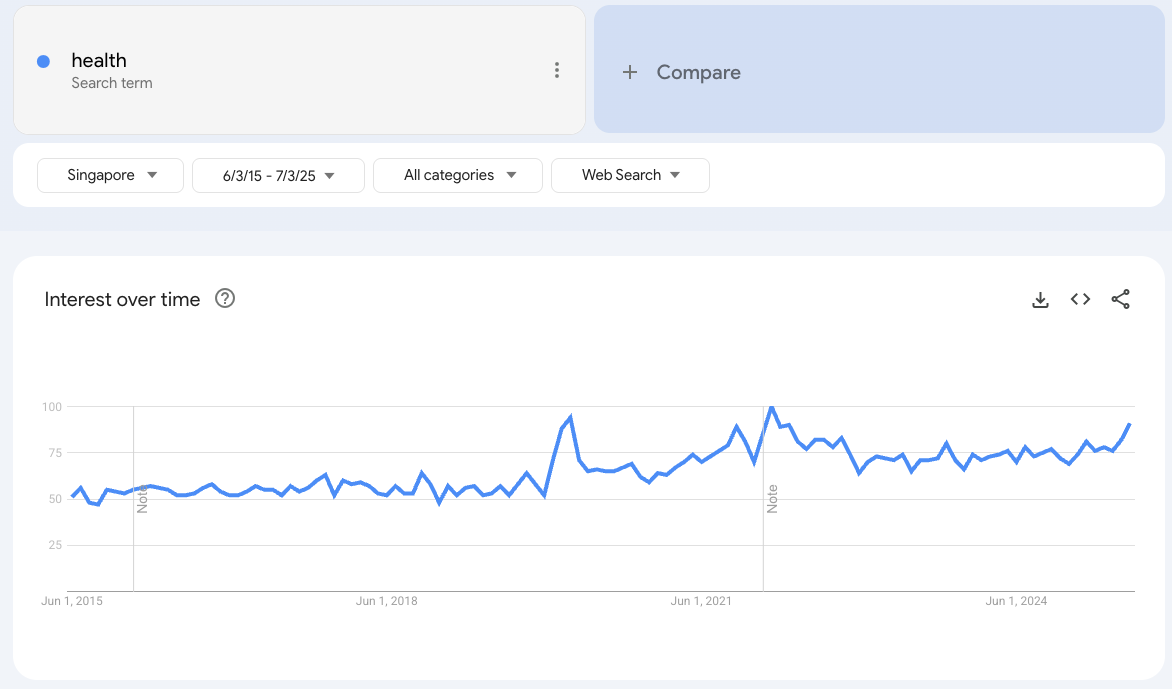 health
Search term
+ Compare
Singapore
6/3/15 - 7/3/25
All categories
Web Search
Interest over time
?
100
75
50
25
Note
Note
Jun 1, 2015
Jun 1, 2018
Jun 1, 2021
Jun 1, 2024